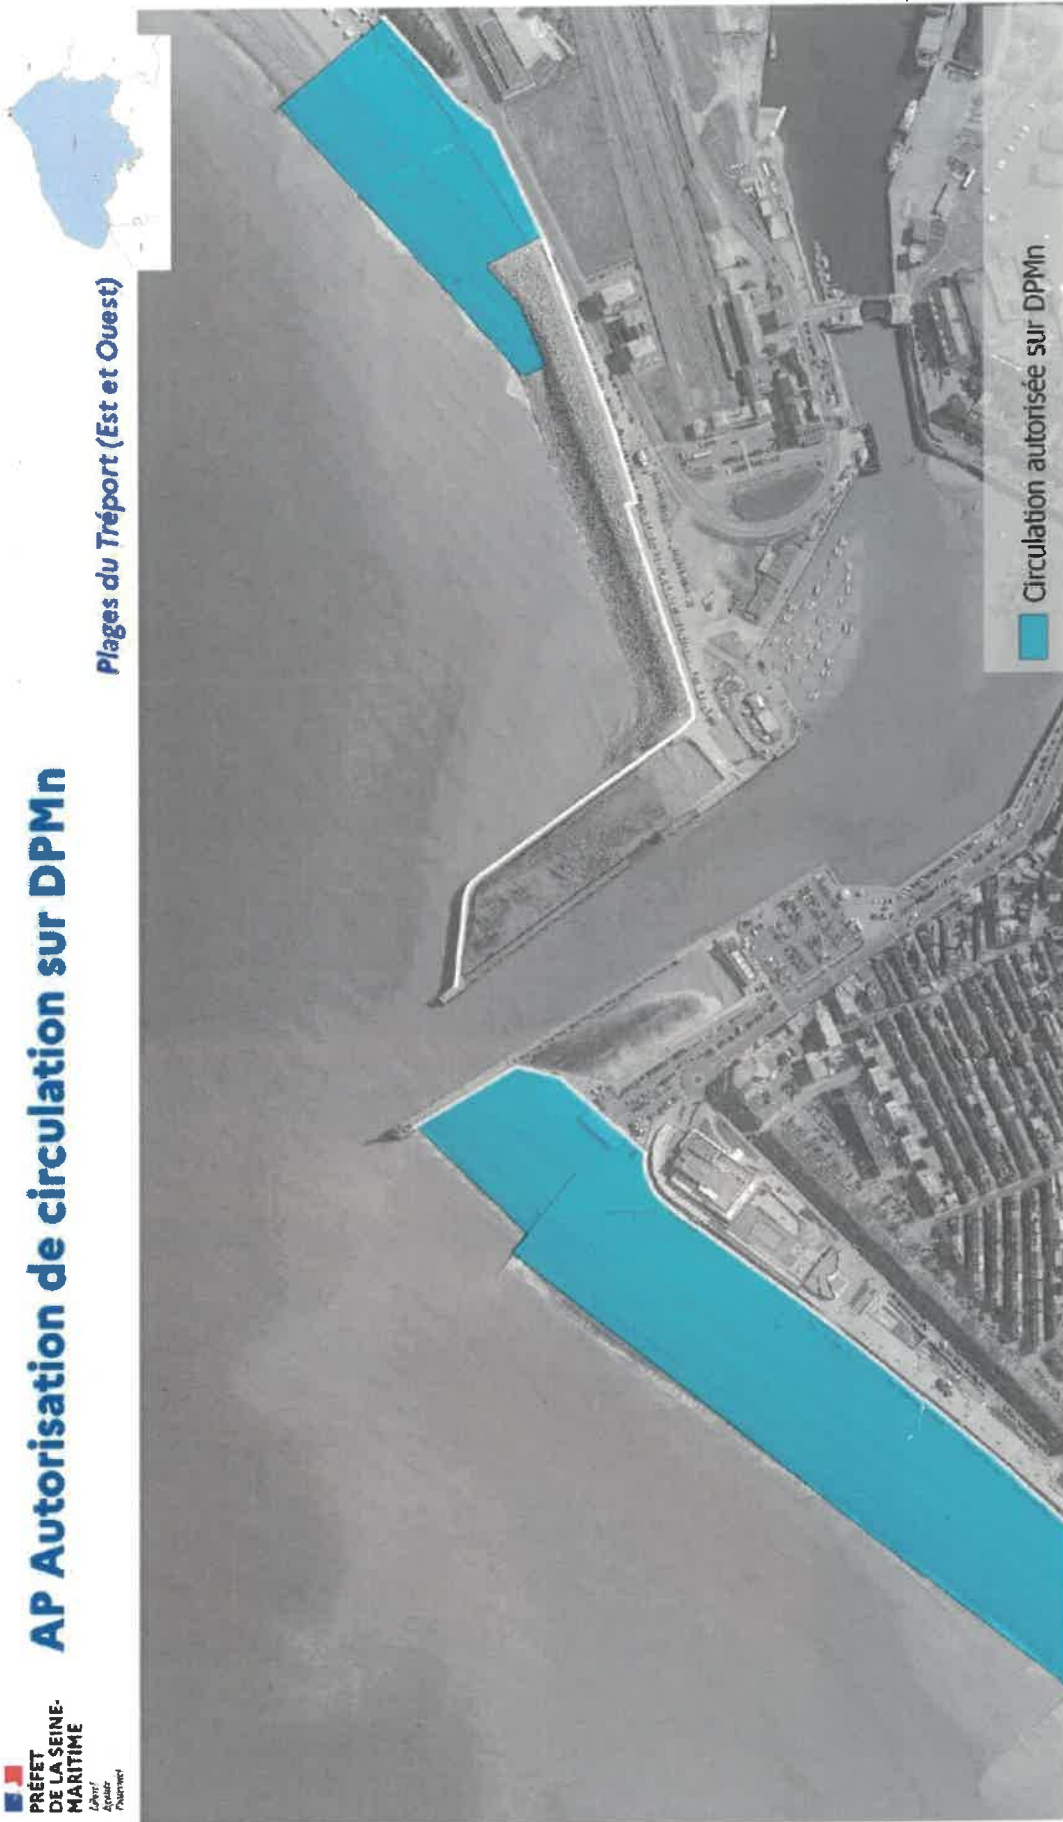 PRÉFET
DE LA SEINE-
MARITIME
AP Autorisation de circulation sur DPMn
Plages du Tréport (Est et Ouest)
Circulation autorisée sur DPMn